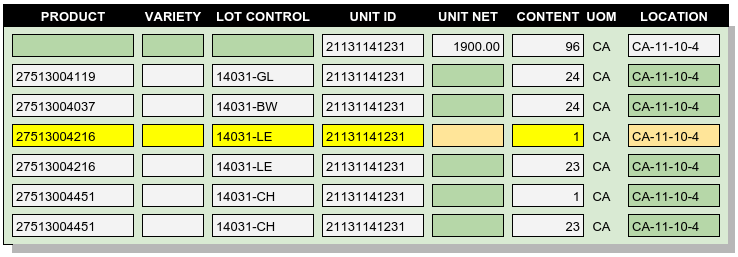 PRODUCT VARIETY LOT CONTROL UNIT ID UNIT NET CONTENT UOM LOCATION
21131141231 1900.00 96 CA CA-11-10-4
27513004119 14031-GL 21131141231 24 CA CA-11-10-4
27513004037 14031-BW 21131141231 24 CA CA-11-10-4
27513004216 14031-LE 21131141231 1 CA CA-11-10-4
27513004216 14031-LE 21131141231 23 CA CA-11-10-4
27513004451 14031-CH 21131141231 1 CA CA-11-10-4
27513004451 14031-CH 21131141231 23 CA CA-11-10-4